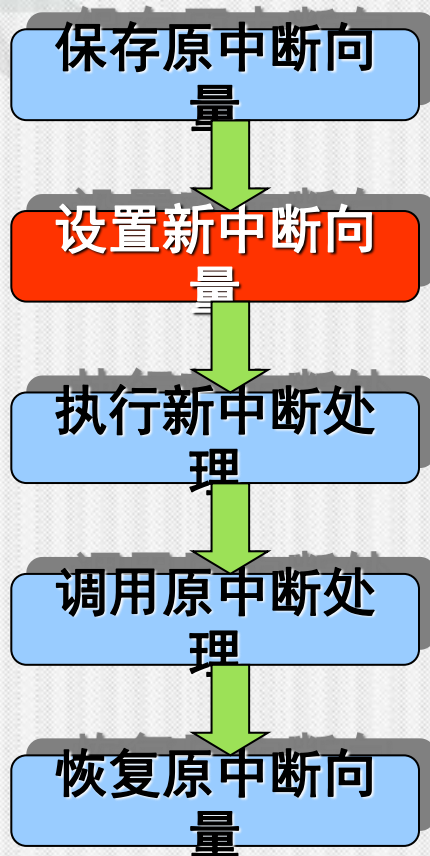 保存原中断向
量
设置新中断向
量
执行新中断处
理
调用原中断处
理
恢复原中断向
量